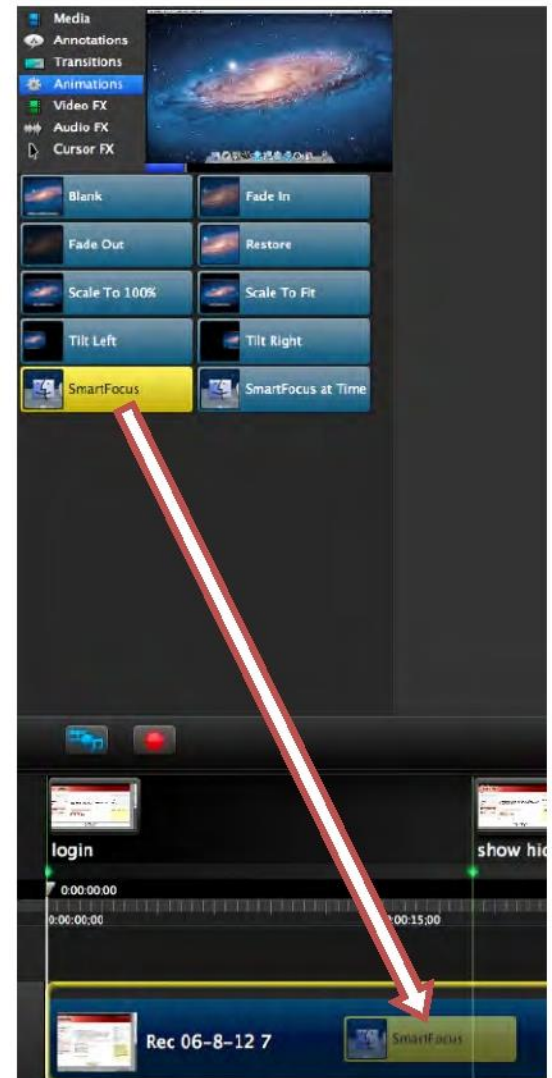 Media
Annotations
Transitions
Animations
Video FX
Audio FX
Cursor FX
Blank
Fade In
Fade Out
Restore
Scale To 100%
Scale To Fit
Tilt Left
Tilt Right
SmartFocus
SmartFocus at Time
login
show hid
0:00:00;00
0:00:00;00
0:00:15;00
Rec 06-8-12 7
SmartFocus